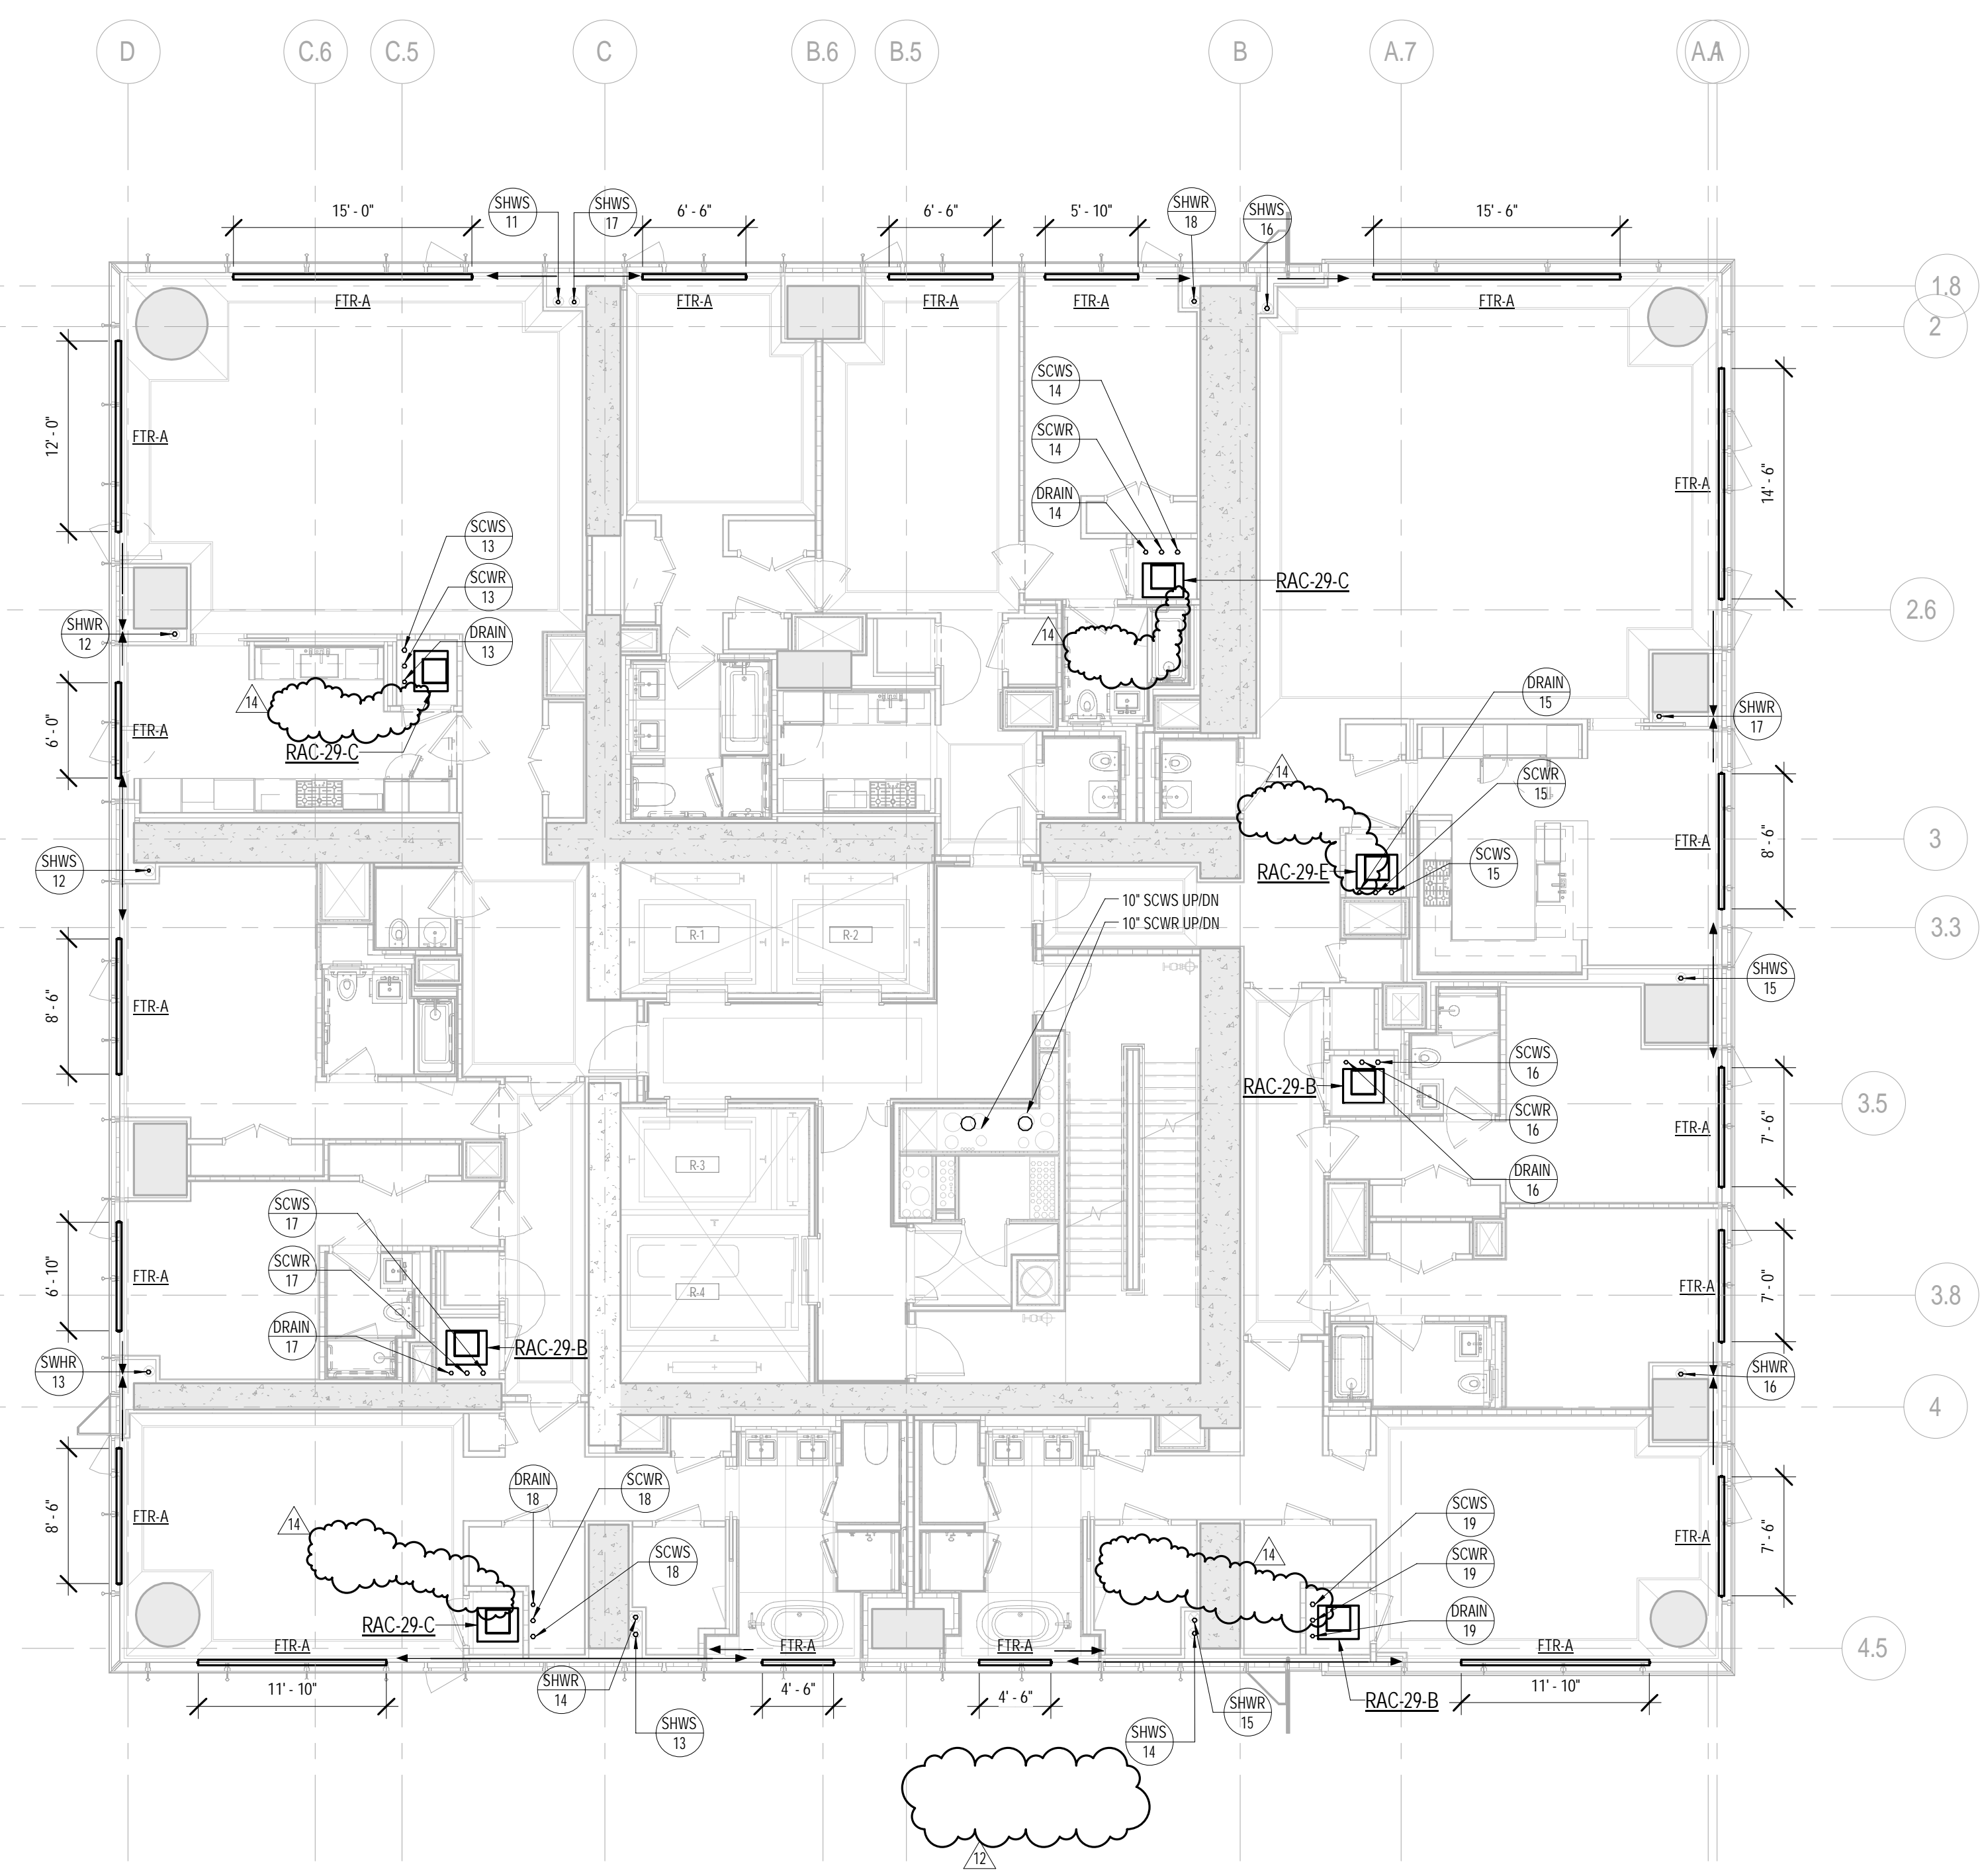 D
C.6
C.5
C
B.6
B.5
B
A.7
A.1
A
SHWS
11
SHWS
17
SHWR
18
SHWS
16
15' - 0"
6' - 6"
6' - 6"
5' - 10"
15' - 6"
FTR-A
FTR-A
FTR-A
FTR-A
FTR-A
1.8
2
SCWS
14
12' - 0"
FTR-A
SCWR
14
FTR-A
14' - 6"
DRAIN
14
SCWS
13
SCWR
13
RAC-29-C
2.6
SHWR
12
DRAIN
13
14
14
DRAIN
15
SHWR
17
6' - 0"
FTR-A
RAC-29-C
14
SCWR
15
3
FTR-A
8' - 6"
SHWS
12
RAC-29-E
SCWS
15
10" SCWS UP/DN
10" SCWR UP/DN
R-1
R-2
3.3
SHWS
15
8' - 6"
FTR-A
SCWS
16
RAC-29-B
3.5
SCWR
16
FTR-A
7' - 6"
R-3
DRAIN
16
SCWS
17
SCWR
17
6' - 10"
FTR-A
R-4
FTR-A
7' - 0"
3.8
DRAIN
17
RAC-29-B
SWHR
13
SHWR
16
4
DRAIN
18
SCWR
18
SCWS
19
8' - 6"
FTR-A
14
14
FTR-A
7' - 6"
SCWS
18
SCWR
19
RAC-29-C
DRAIN
19
FTR-A
FTR-A
FTR-A
FTR-A
4.5
11' - 10"
SHWR
14
4' - 6"
4' - 6"
SHWR
15
RAC-29-B
11' - 10"
SHWS
13
SHWS
14
12